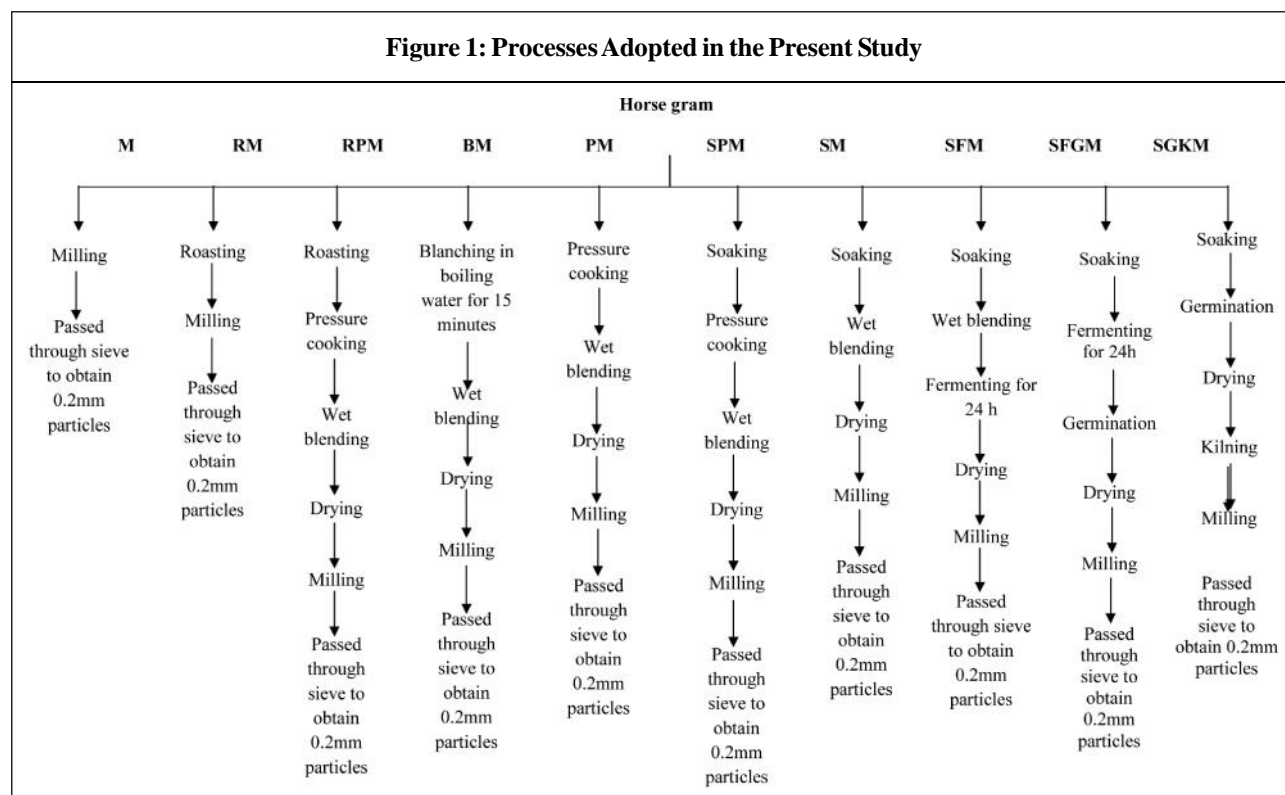 Figure 1: Processes Adopted in the Present Study
Horse gram
M
RM
RPM
BM
PM
SPM
SM
SFM
SFGM
SGKM
Milling
Passed
through sieve
to obtain
0.2mm
particles
Roasting
Milling
Passed
through
sieve to
obtain
0.2mm
particles
Roasting
Pressure
cooking
Wet
blending
Drying
Milling
Passed
through
sieve to
obtain
0.2mm
particles
Blanching in
boiling
water for 15
minutes
Wet
blending
Drying
Milling
Passed
through
sieve to
obtain
0.2mm
particles
Pressure
cooking
Wet
blending
Drying
Milling
Passed
through
sieve to
obtain
0.2mm
particles
Soaking
Pressure
cooking
Wet
blending
Drying
Milling
Passed
through
sieve to
obtain
0.2mm
particles
Soaking
Wet
blending
Drying
Milling
Passed
through
sieve to
obtain
0.2mm
particles
Soaking
Wet blending
Fermenting for
24 h
Drying
Milling
Passed
through sieve
to obtain
0.2mm
particles
Soaking
Fermenting
for 24h
Germination
Drying
Milling
Passed
through
sieve to
obtain
0.2mm
particles
Soaking
Germination
Drying
Kilning
Milling
Passed
through
sieve to
obtain 0.2mm
particles